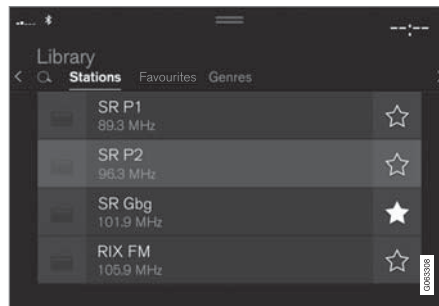 --:--
Library
Stations Favourites Genres
SR P1
89.3 MHz
SR P2
96.3 MHz
SR Gbg
101.9 MHz
RIX FM
105.9 MHz
G063308